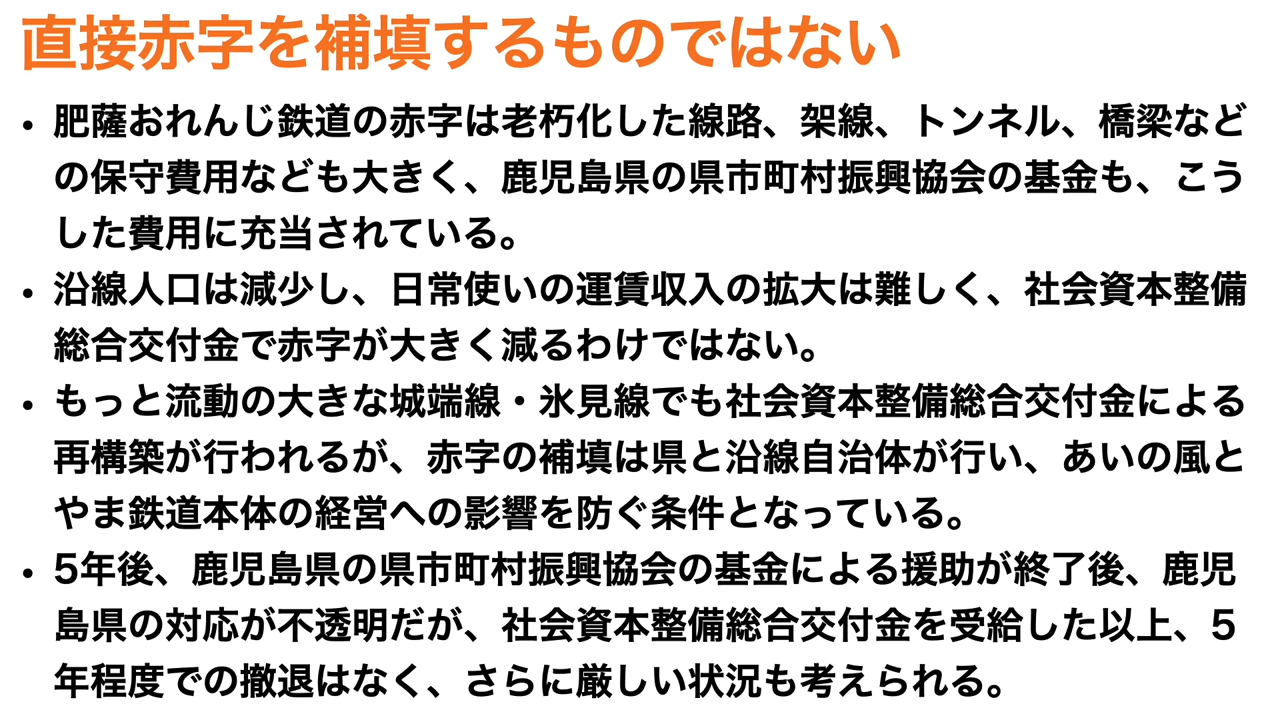 直接赤字を補填するものではない
• 肥薩おれんじ鉄道の赤字は老朽化した線路、架線、トンネル、橋梁など
の保守費用なども大きく、鹿児島県の県市町村振興協会の基金も、こう
した費用に充当されている。
• 沿線人口は減少し、日常使いの運賃収入の拡大は難しく、社会資本整備
総合交付金で赤字が大きく減るわけではない。
• もっと流動の大きな城端線・氷見線でも社会資本整備総合交付金による
再構築が行われるが、赤字の補填は県と沿線自治体が行い、あいの風と
やま鉄道本体の経営への影響を防ぐ条件となっている。
• 5年後、鹿児島県の県市町村振興協会の基金による援助が終了後、鹿児
島県の対応が不透明だが、社会資本整備総合交付金を受給した以上、5
年程度での撤退はなく、さらに厳しい状況も考えられる。